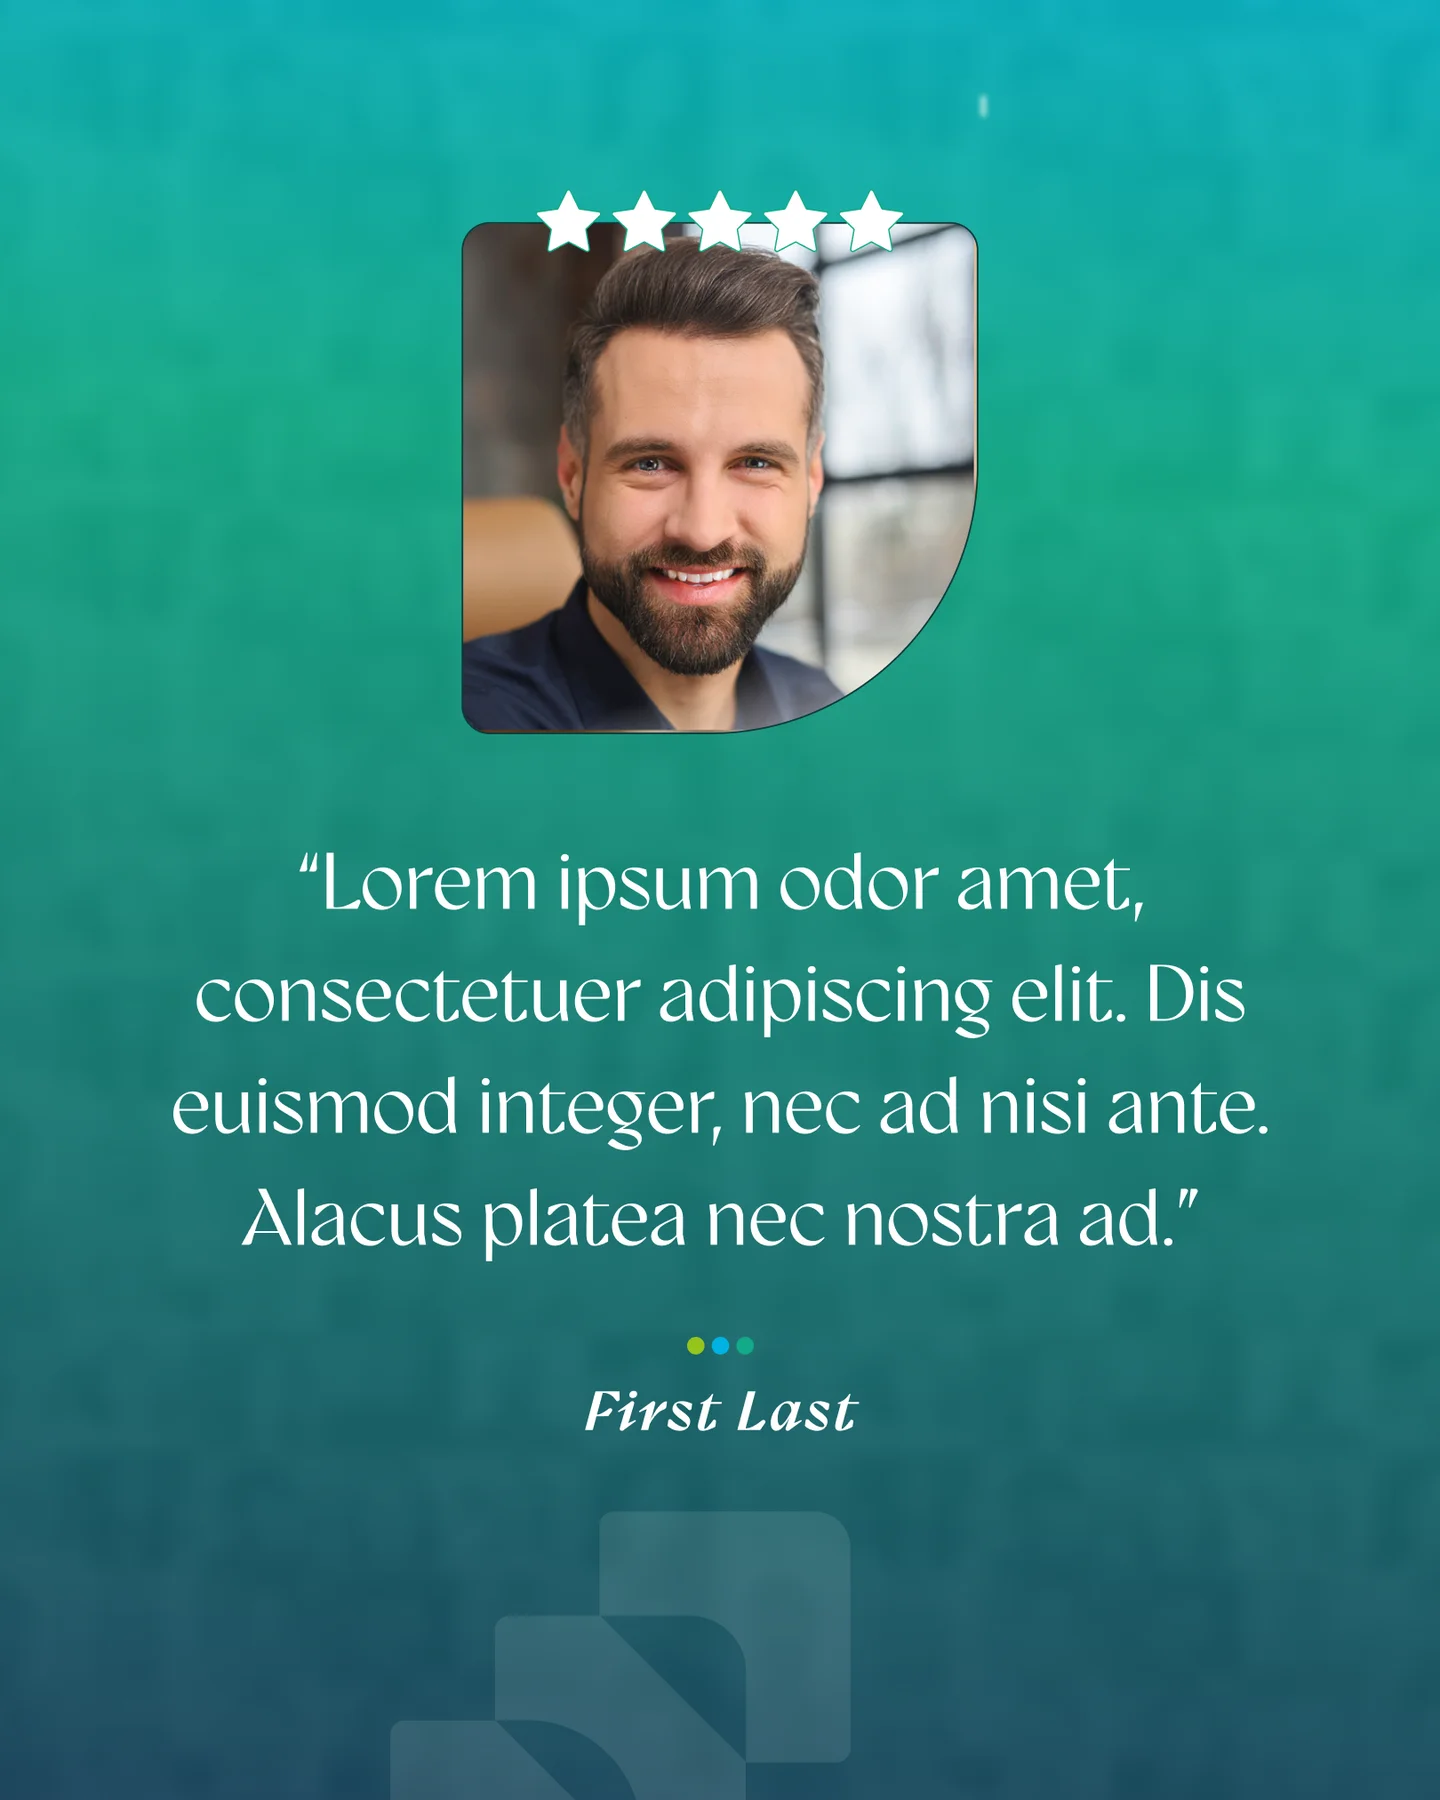 “Lorem ipsum odor amet,
consectetuer adipiscing elit. Dis
euismod integer, nec ad nisi ante.
Alacus platea nec nostra ad.”
First Last